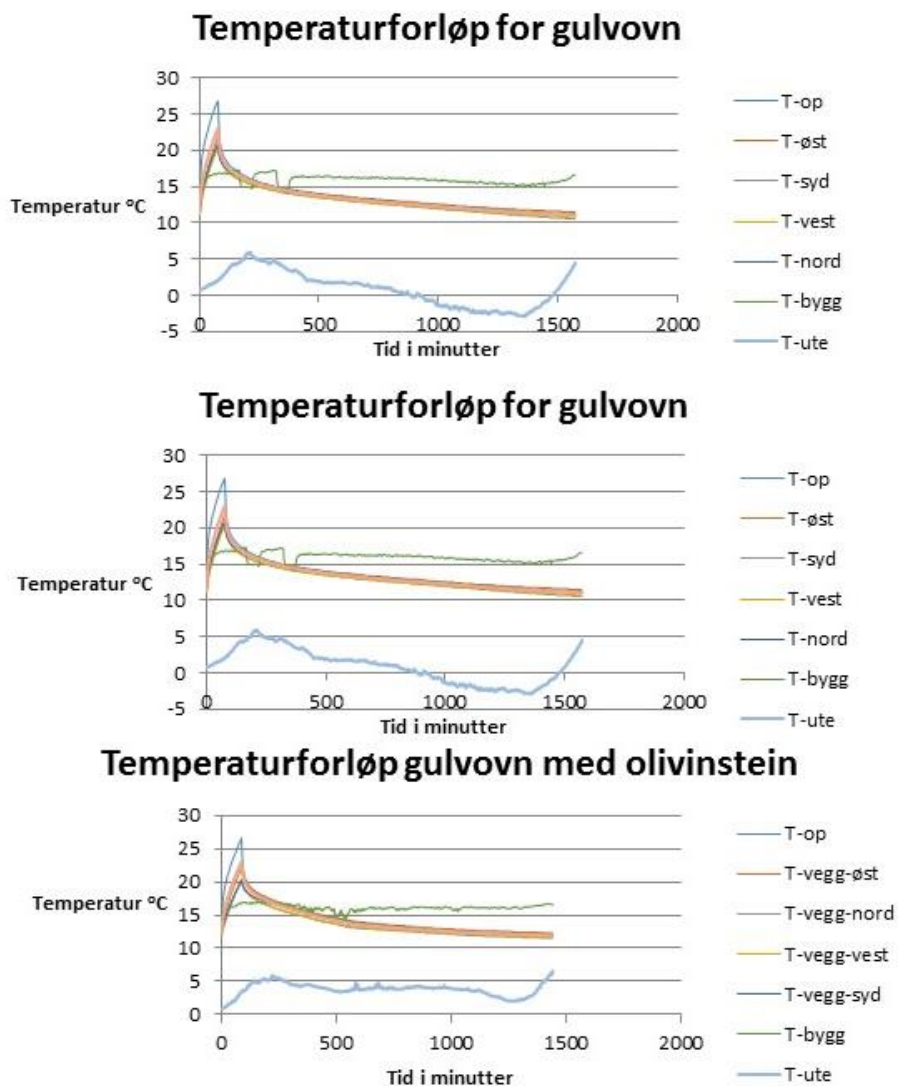 Temperaturforløp for gulvovn
30
25
20
15
10
5
0
-5
Temperatur °C
0 500 1000 1500 2000
Tid i minutter
T-op
T-øst
T-syd
T-vest
T-nord
T-bygg
T-ute
Temperaturforløp for gulvovn
30
25
20
15
10
5
0
-5
Temperatur °C
0 500 1000 1500 2000
Tid i minutter
T-op
T-øst
T-syd
T-vest
T-nord
T-bygg
T-ute
Temperaturforløp gulvovn med olivinstein
30
25
20
15
10
5
0
Temperatur °C
0 500 1000 1500 2000
Tid i minutter
T-op
T-vegg-øst
T-vegg-nord
T-vegg-vest
T-vegg-syd
T-bygg
T-ute